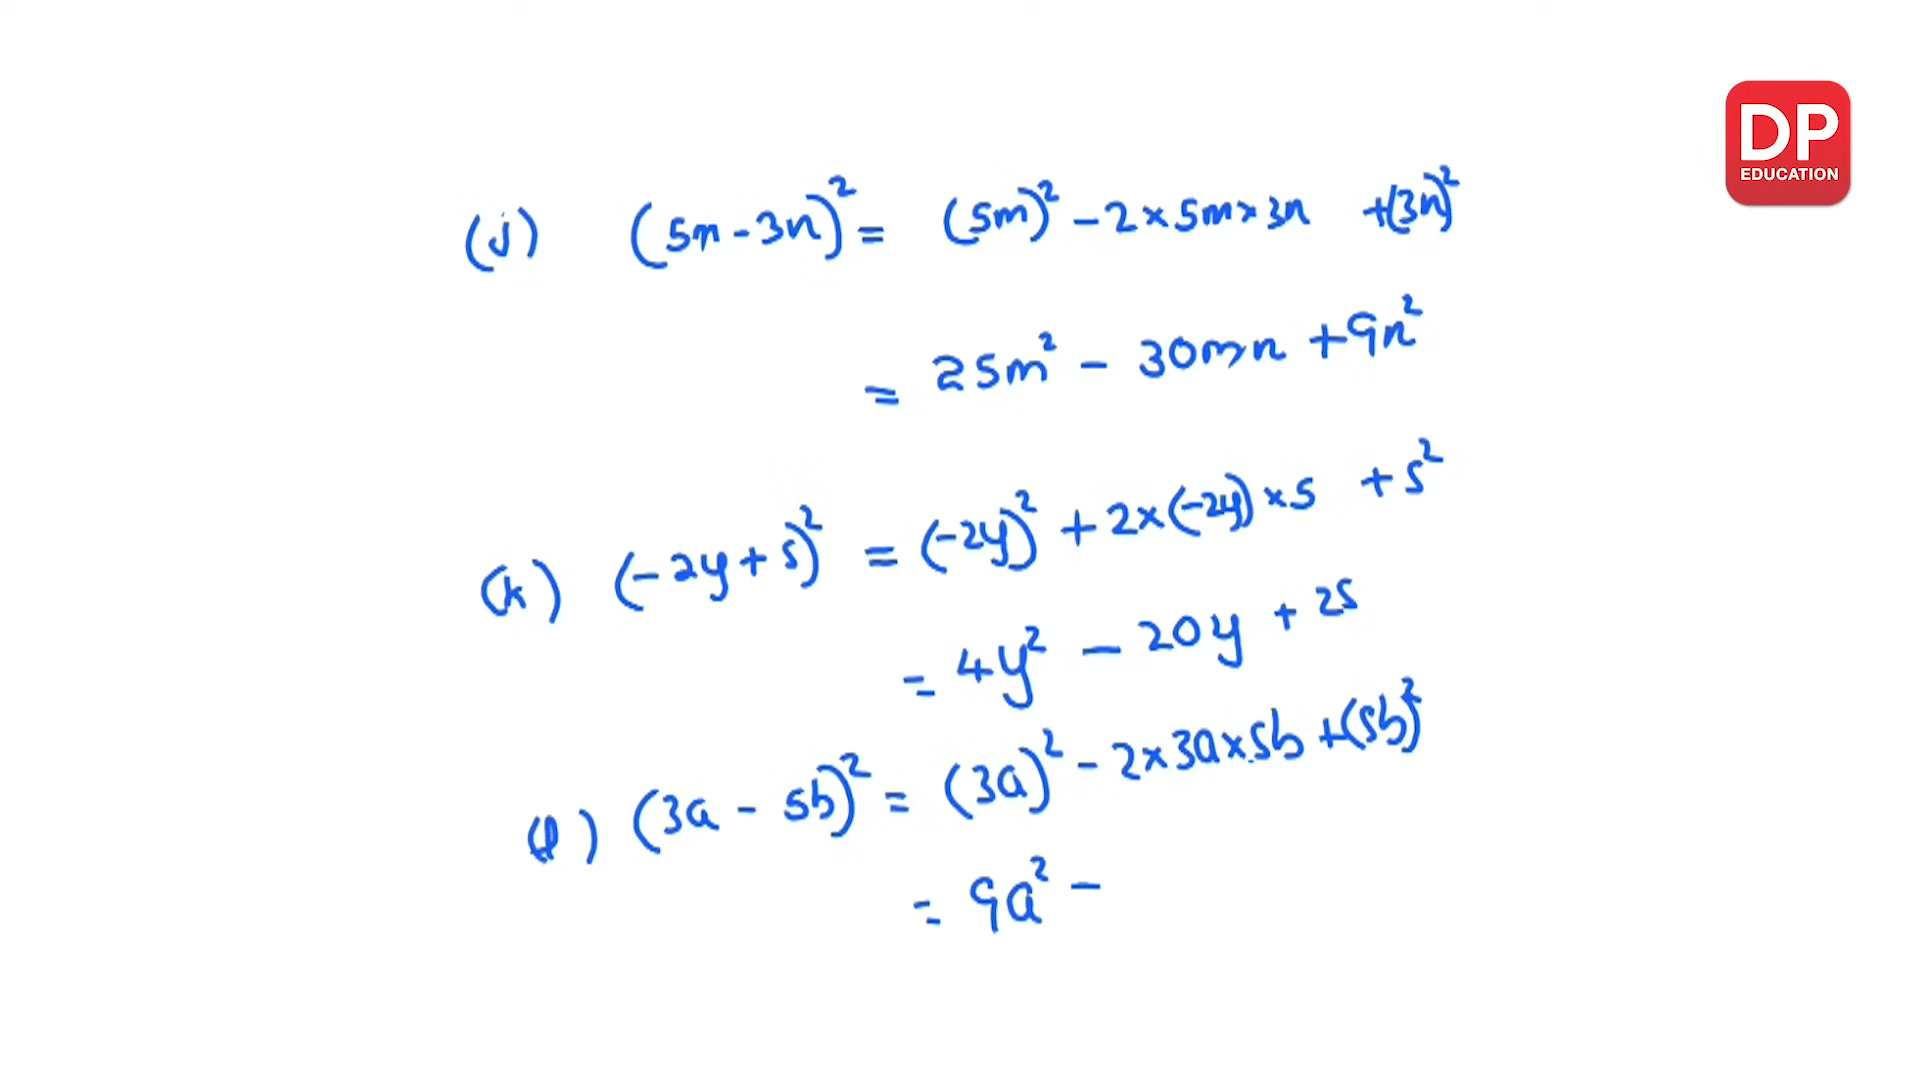 DP
EDUCATION
(j) (5m - 3n)² = (5m)² - 2 × 5m × 3n + (3n)²
= 25m² - 30mn + 9n²
(k) (-2y + 5)² = (-2y)² + 2 × (-2y) × 5 + 5²
= 4y² - 20y + 25
(l) (3a - 5b)² = (3a)² - 2 × 3a × 5b + (5b)²
= 9a² -